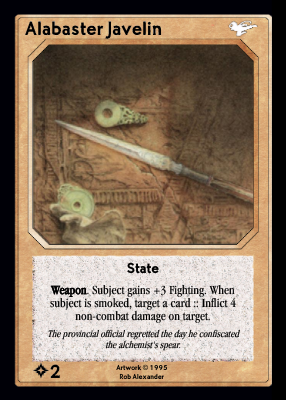 Alabaster Javelin
State
Weapon. Subject gains +3 Fighting. When
subject is smoked, target a card :: Inflict 4
non-combat damage on target.
The provincial official regretted the day he confiscated
the alchemist's spear.
2
Artwork © 1995
Rob Alexander